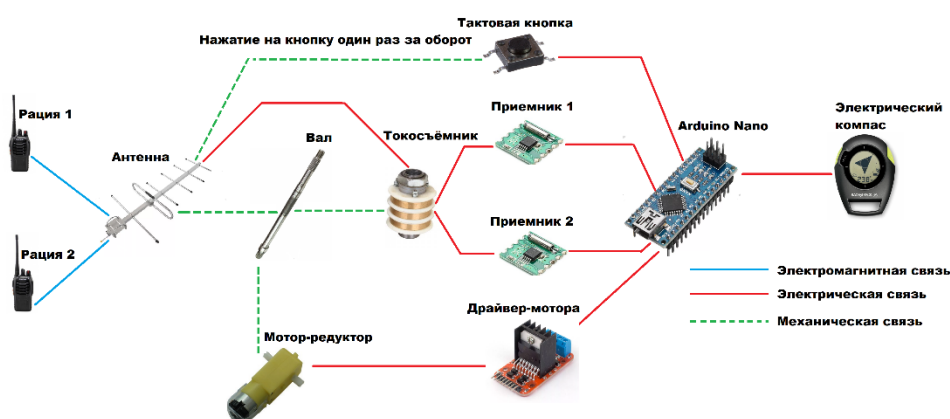 Тактовая кнопка
Нажатие на кнопку один раз за оборот
Рация 1
Антенна
Вал
Токосъёмник
Приемник 1
Arduino Nano
Электрический
компас
Рация 2
Приемник 2
Электромагнитная связь
Электрическая связь
Механическая связь
Драйвер-мотора
Мотор-редуктор